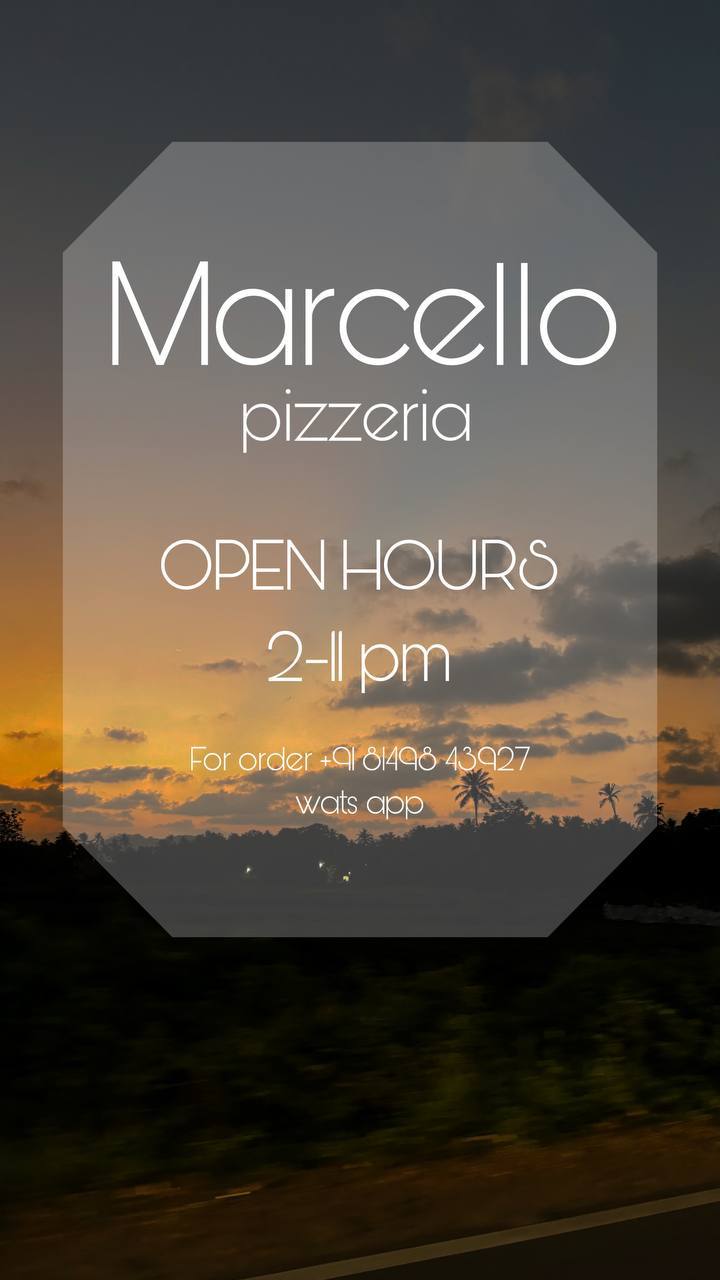 Marcello
pizzeria
OPEN HOURS
2-11 pm
For order +91 81498 43927
wats app